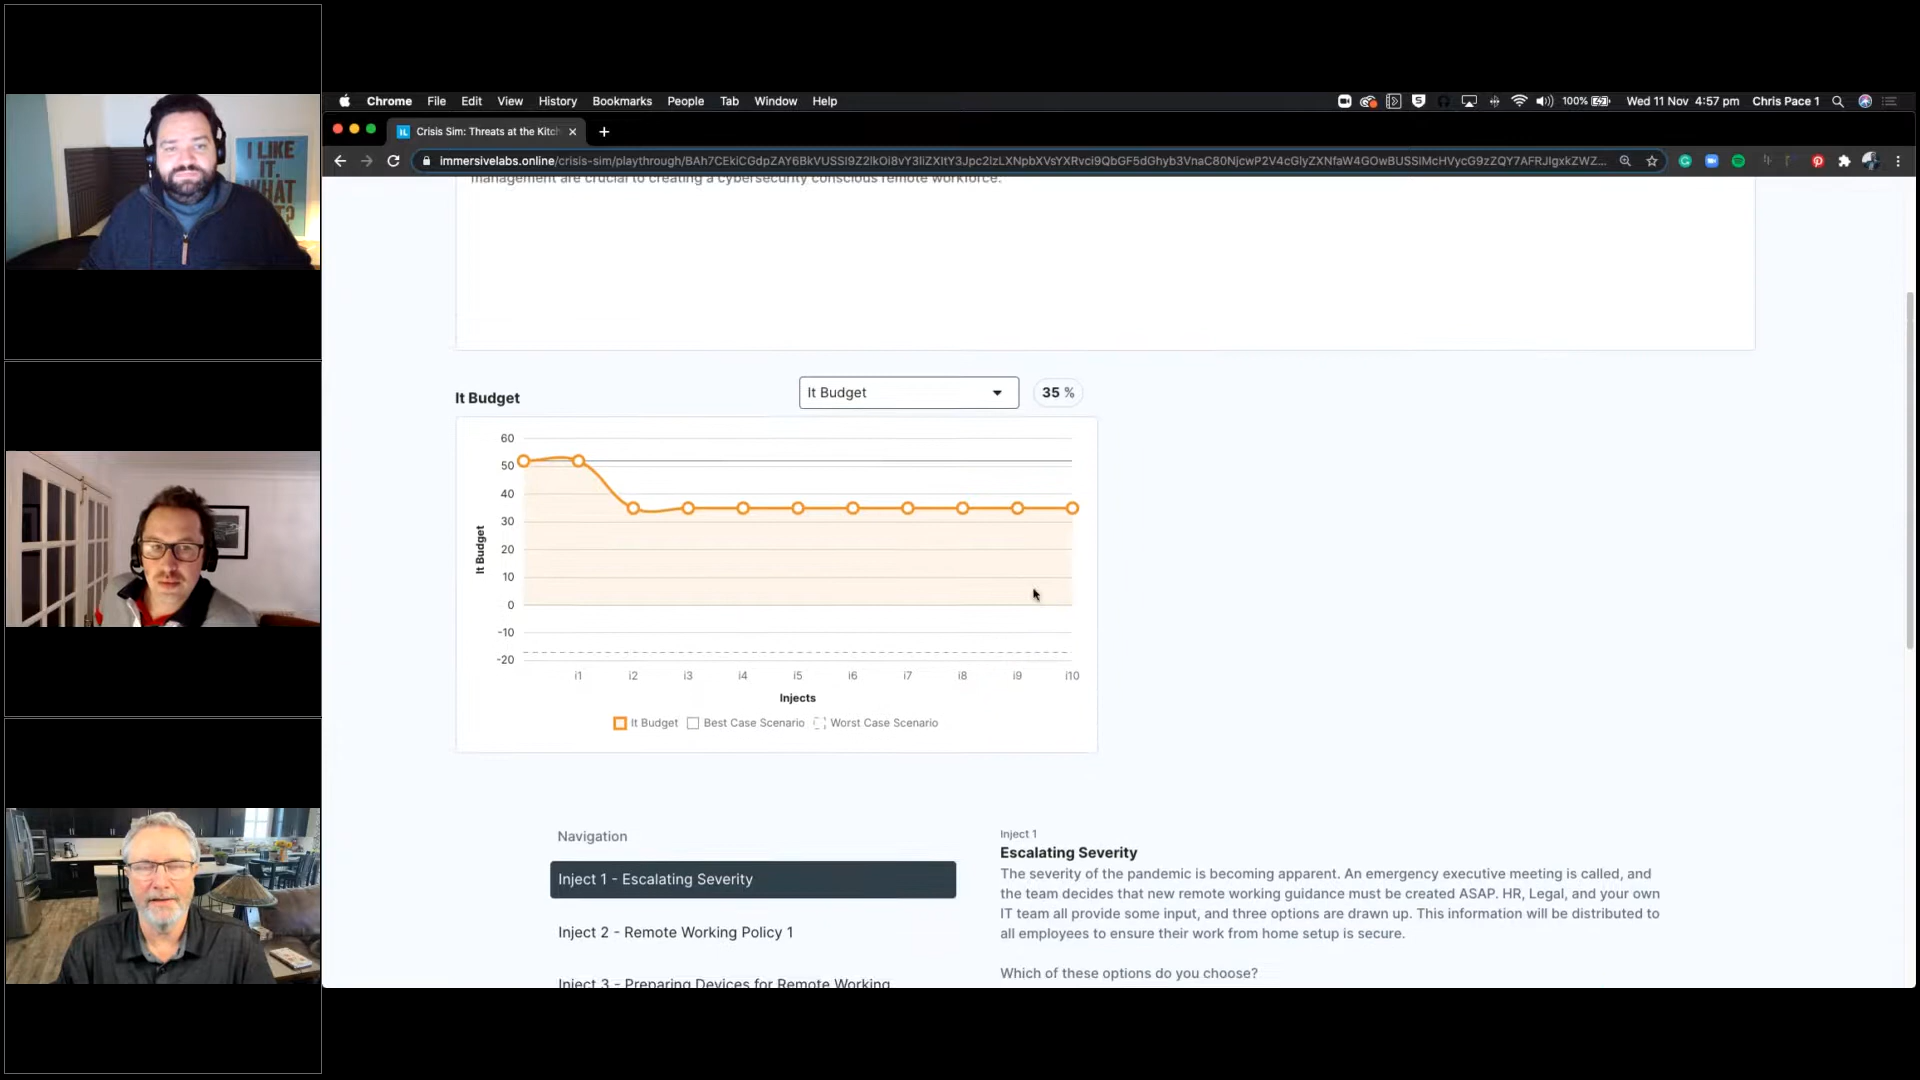 I LIKE
IT.
WHAT
IT?
Chrome File Edit View History Bookmarks People Tab Window Help
100% Wed 11 Nov 4:57 pm Chris Pace 1
Crisis Sim: Threats at the Kitch
management are crucial to creating a cybersecurity conscious remote workforce.
It Budget
It Budget
35 %
60
50
40
30
20
10
0
-10
-20
It Budget
i1 i2 i3 i4 i5 i6 i7 i8 i9 i10
Injects
It Budget Best Case Scenario Worst Case Scenario
Navigation
Inject 1 - Escalating Severity
Inject 2 - Remote Working Policy 1
Inject 3 - Preparing Devices for Remote Working
Inject 1
Escalating Severity
The severity of the pandemic is becoming apparent. An emergency executive meeting is called, and
the team decides that new remote working guidance must be created ASAP. HR, Legal, and your own
IT team all provide some input, and three options are drawn up. This information will be distributed to
all employees to ensure their work from home setup is secure.
Which of these options do you choose?